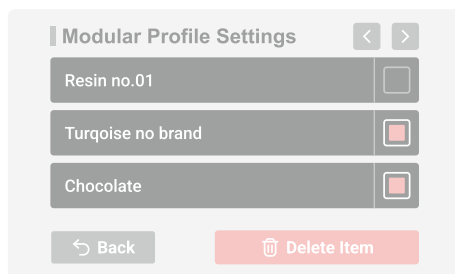 Modular Profile Settings
Resin no.01
Turqoise no brand
Chocolate
Back
Delete Item